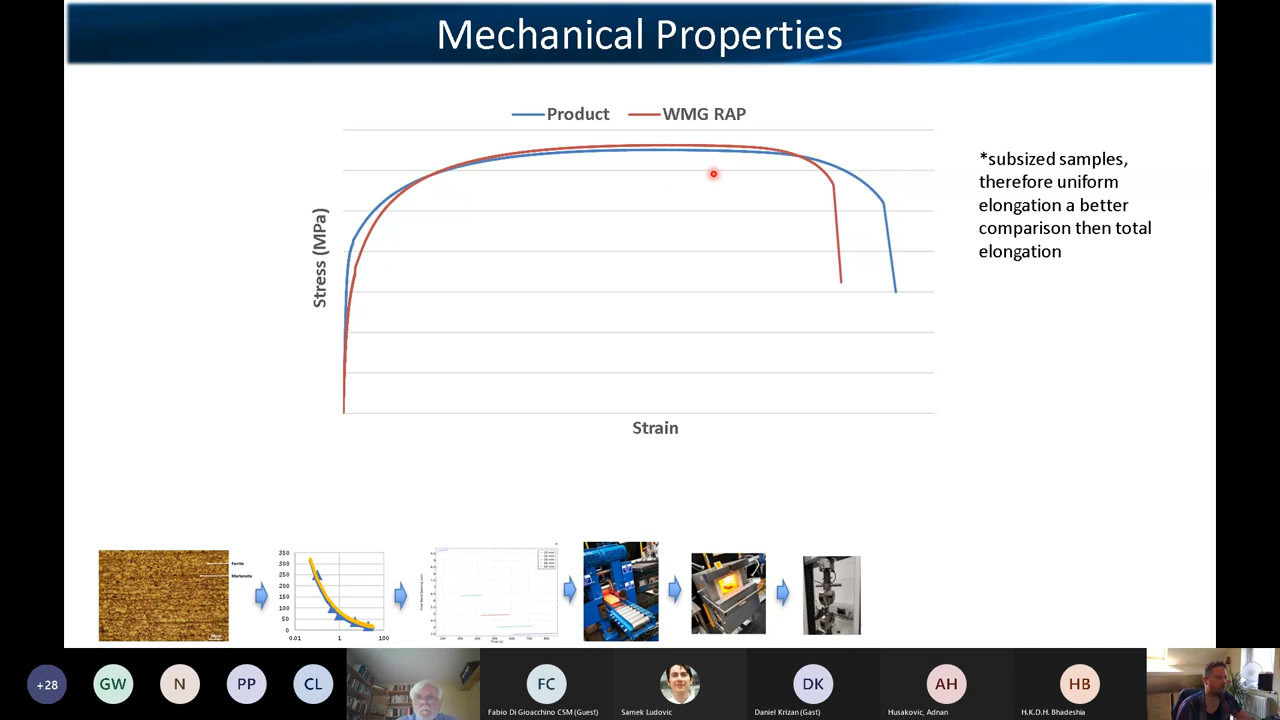 Mechanical Properties
Product
WMG RAP
*subsized samples,
therefore uniform
elongation a better
comparison then total
elongation
Stress (MPa)
Strain
Ferrite
Martensite
350
300
250
200
150
100
50
0
0.01
1
100
+28
GW
N
PP
CL
FC
Fabio Di Gioacchino CSM (Guest)
Samek Ludovic
DK
Daniel Krizan (Gast)
AH
Husakovic, Adnan
HB
H.K.D.H. Bhadeshia